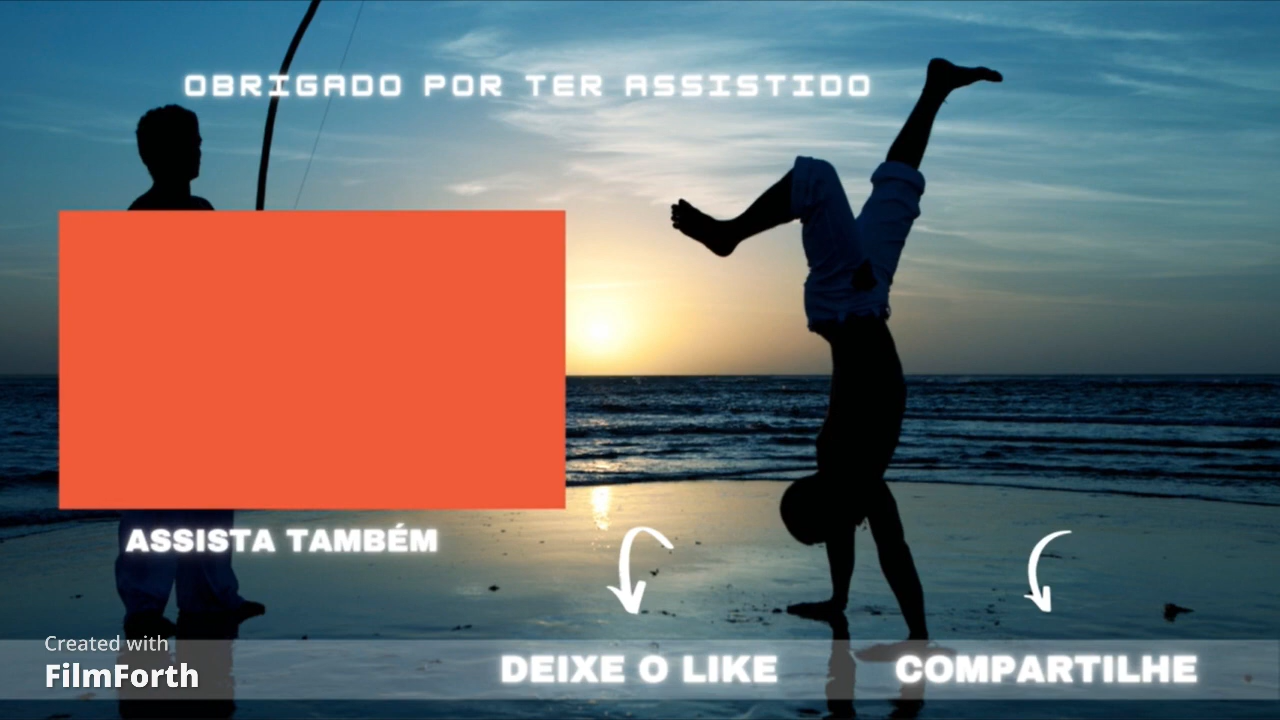 OBRIGADO POR TER ASSISTIDO
ASSISTA TAMBÉM
Created with
FilmForth
DEIXE O LIKE
COMPARTILHE